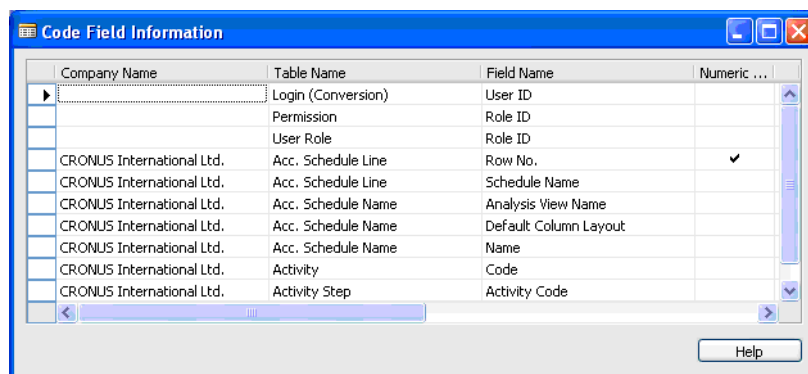 Code Field Information
Company Name Table Name Field Name Numeric ...
Login (Conversion) User ID
Permission Role ID
User Role Role ID
CRONUS International Ltd. Acc. Schedule Line Row No. ✔
CRONUS International Ltd. Acc. Schedule Line Schedule Name
CRONUS International Ltd. Acc. Schedule Name Analysis View Name
CRONUS International Ltd. Acc. Schedule Name Default Column Layout
CRONUS International Ltd. Acc. Schedule Name Name
CRONUS International Ltd. Activity Code
CRONUS International Ltd. Activity Step Activity Code
Help